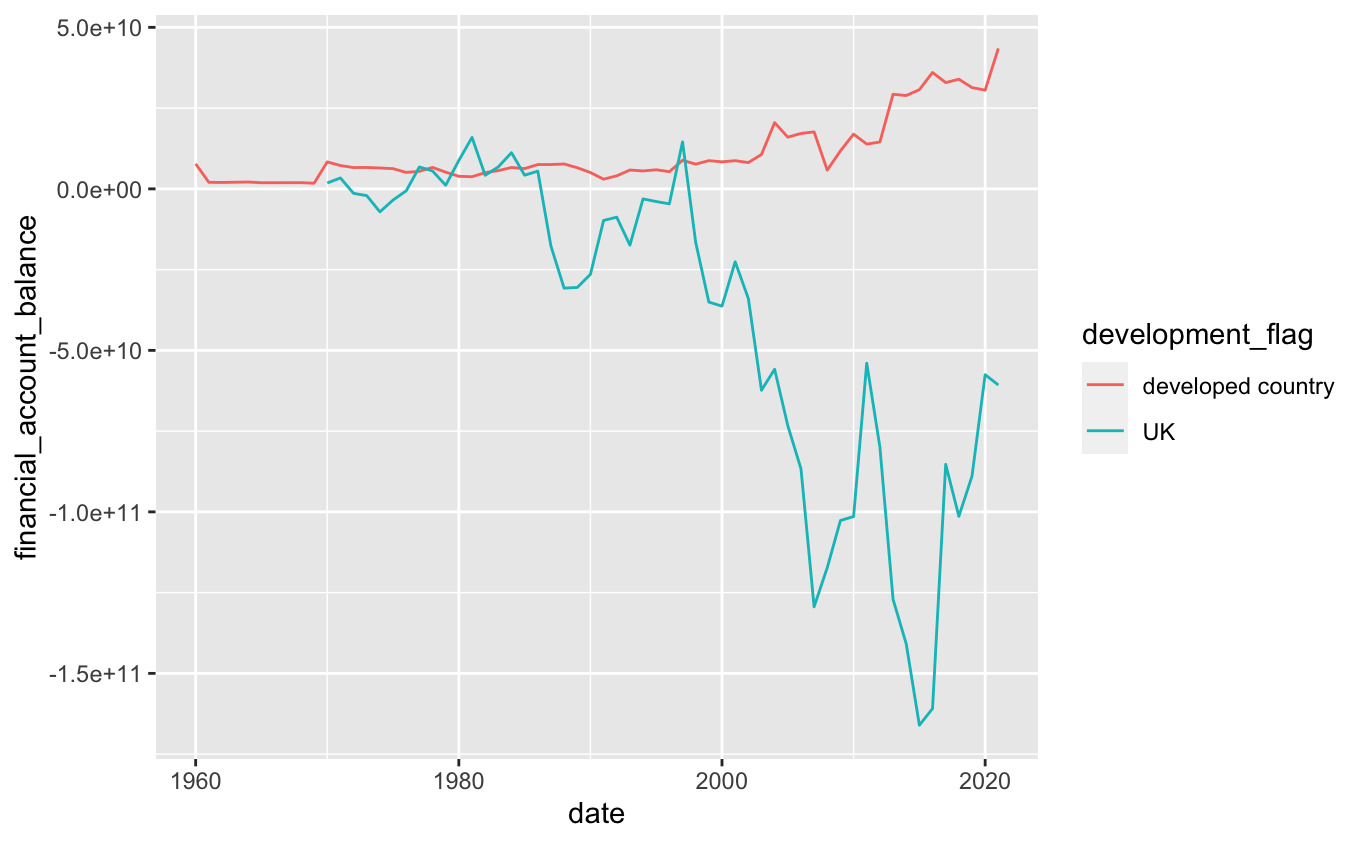 financial_account_balance
5.0e+10
0.0e+00
-5.0e+10
-1.0e+11
-1.5e+11
1960 1980 2000 2020
date
development_flag
developed country
UK